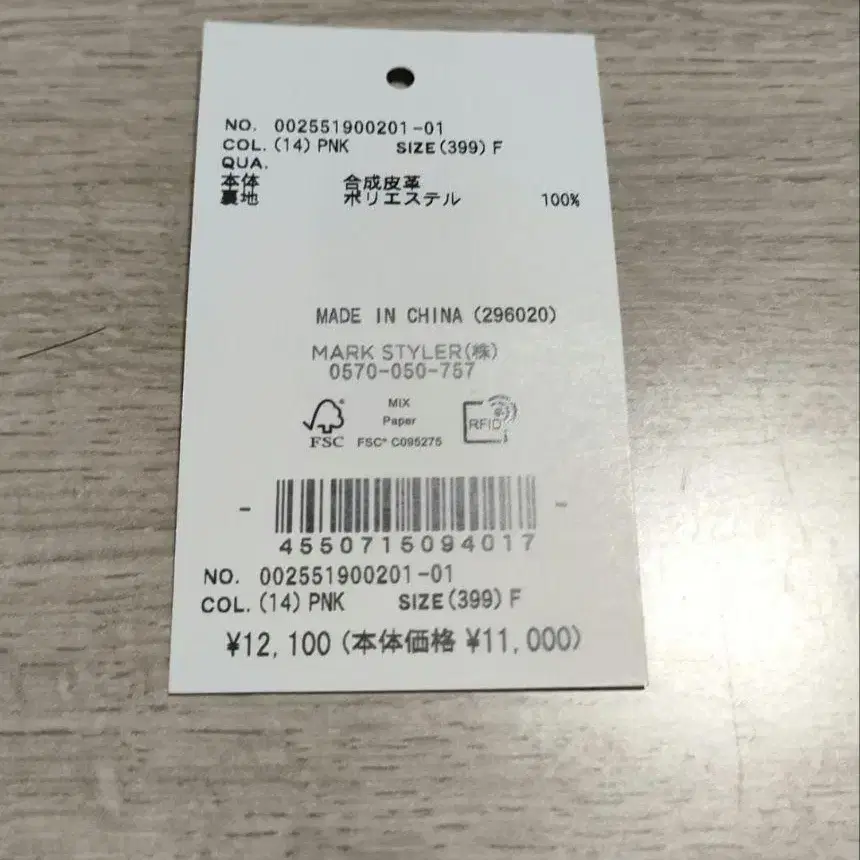 NO. 002551900201-01
COL. (14) PNK SIZE (399) F
QUA.
本体 合成皮革
裏地 ポリエステル 100%
MADE IN CHINA (296020)
MARK STYLER(株)
0570-050-757
MIX
Paper
FSC FSC® C095275
RFID
4550715094017
NO. 002551900201-01
COL. (14) PNK SIZE (399) F
¥12,100 (本体価格 ¥11,000)